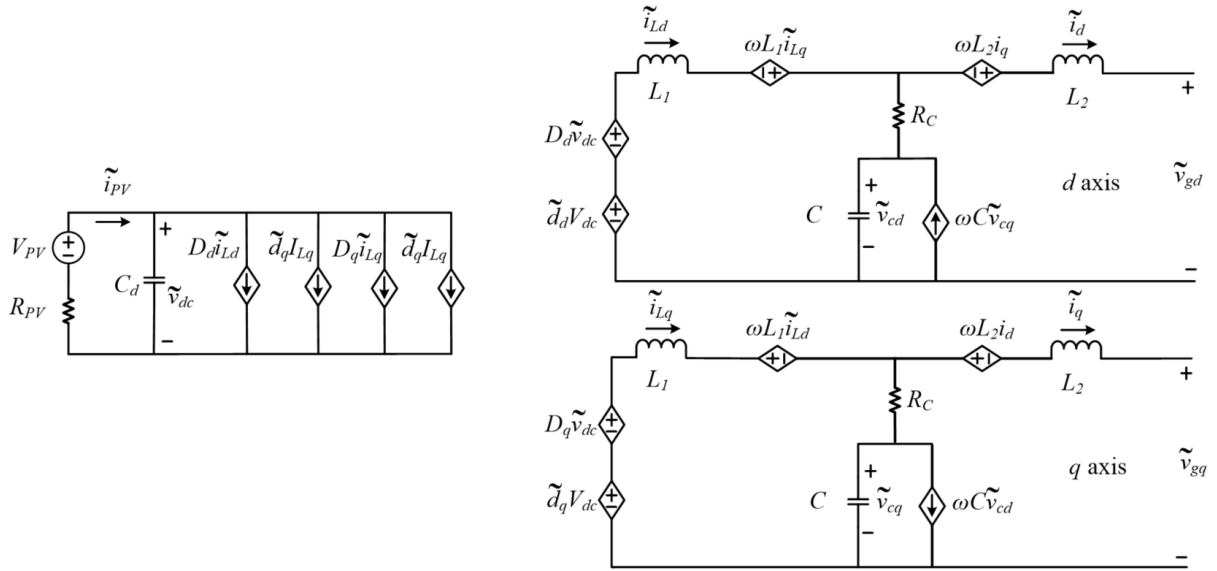 ĩ_PV
V_PV
R_PV
C_d
ṽ_dc
D_d ĩ_Ld
d̃_q I_Lq
D_q ĩ_Lq
d̃_q I_Lq
ĩ_Ld
L_1
ωL_1 ĩ_Lq
ωL_2 i_q
ĩ_d
L_2
D_d ṽ_dc
d̃_d V_dc
R_C
C
ṽ_cd
ωC ṽ_cq
d axis
ṽ_gd
ĩ_Lq
L_1
ωL_1 ĩ_Ld
ωL_2 i_d
ĩ_q
L_2
D_q ṽ_dc
d̃_q V_dc
R_C
C
ṽ_cq
ωC ṽ_cd
q axis
ṽ_gq